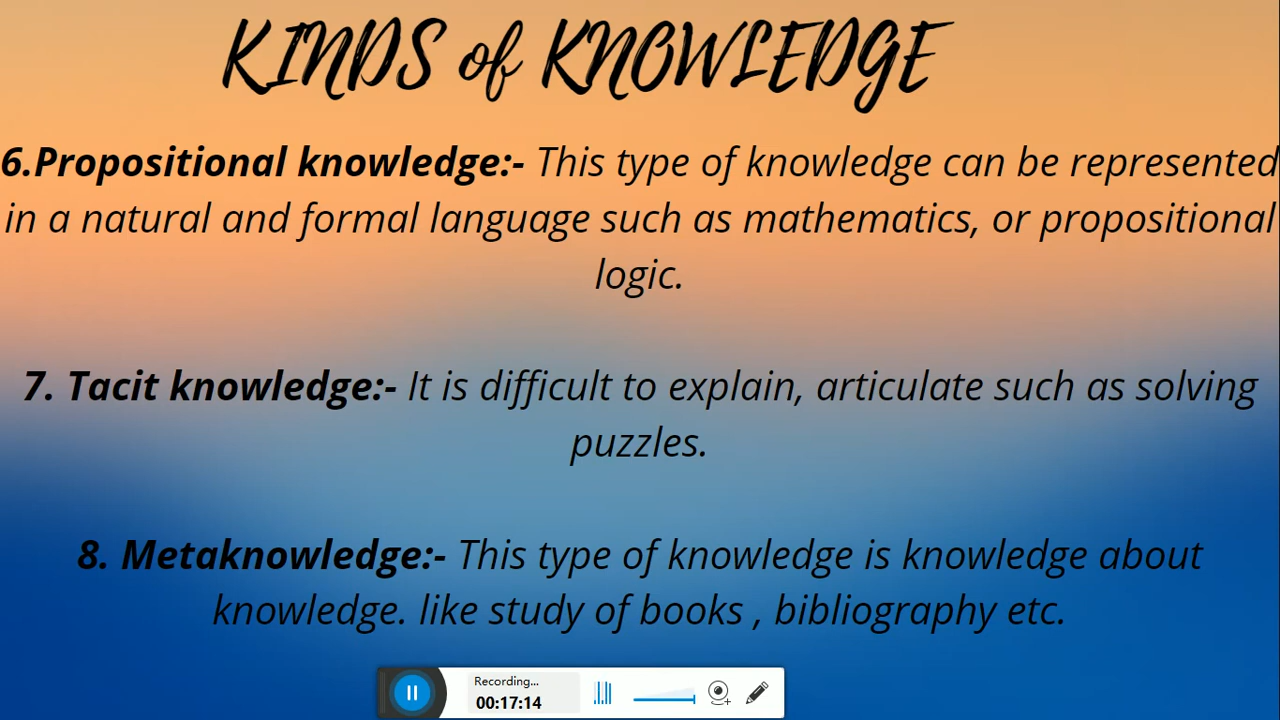 KINDS of KNOWLEDGE
6.Propositional knowledge:- This type of knowledge can be represented
in a natural and formal language such as mathematics, or propositional
logic.
7. Tacit knowledge:- It is difficult to explain, articulate such as solving
puzzles.
8. Metaknowledge:- This type of knowledge is knowledge about
knowledge. like study of books , bibliography etc.
Recording...
00:17:14